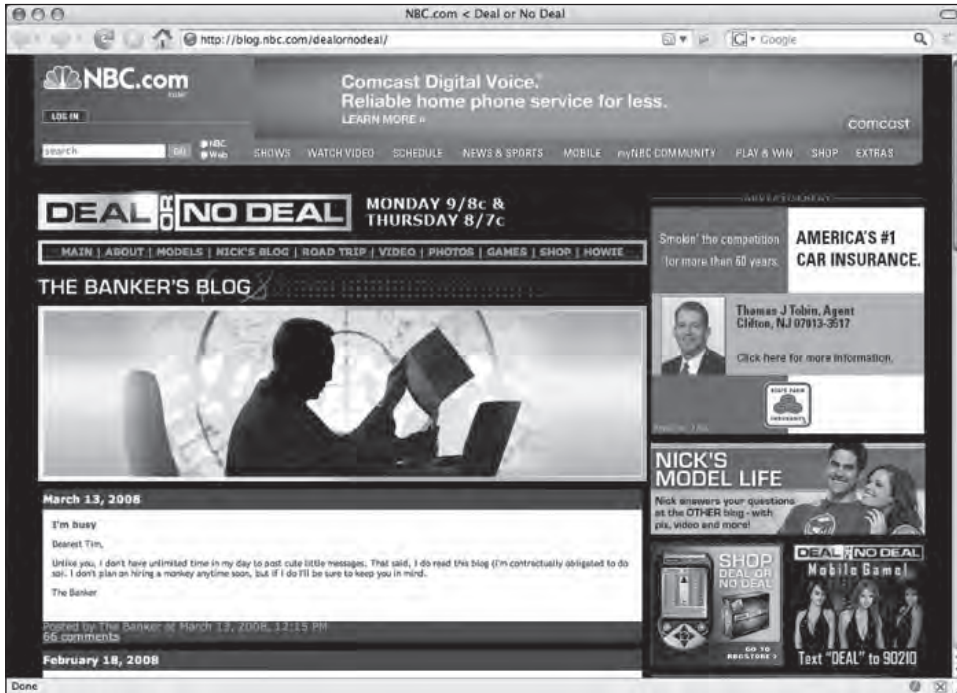 NBC.com < Deal or No Deal
http://blog.nbc.com/dealornodeal/
Google
NBC.com
LOG IN
search
GO
NBC
Web
Comcast Digital Voice.
Reliable home phone service for less.
LEARN MORE »
comcast
SHOWS WATCH VIDEO SCHEDULE NEWS & SPORTS MOBILE myNBC COMMUNITY PLAY & WIN SHOP EXTRAS
DEAL OR NO DEAL
MONDAY 9/8c &
THURSDAY 8/7c
MAIN | ABOUT | MODELS | NICK'S BLOG | ROAD TRIP | VIDEO | PHOTOS | GAMES | SHOP | HOWIE
THE BANKER'S BLOG
March 13, 2008
I'm busy
Dearest Tim,
Unlike you, I don't have unlimited time in my day to post cute little messages. That said, I do read this blog (I'm contractually obligated to do
so). I don't plan on hiring a monkey anytime soon, but if I do I'll be sure to keep you in mind.
The Banker
Posted by The Banker at March 13, 2008, 12:15 PM
66 comments
February 18, 2008
ADVERTISEMENT
Smokin' the competition
for more than 60 years.
AMERICA'S #1
CAR INSURANCE.
Thomas J Tobin, Agent
Clifton, NJ 07013-3517
Click here for more information.
STATE FARM
INSURANCE
NICK'S
MODEL LIFE
Nick answers your questions
at the OTHER blog - with
pix, video and more!
SHOP
DEAL OR
NO DEAL
GO TO
NBCSTORE >
DEAL OR NO DEAL
Mobile Game!
Text "DEAL" to 90210
Done